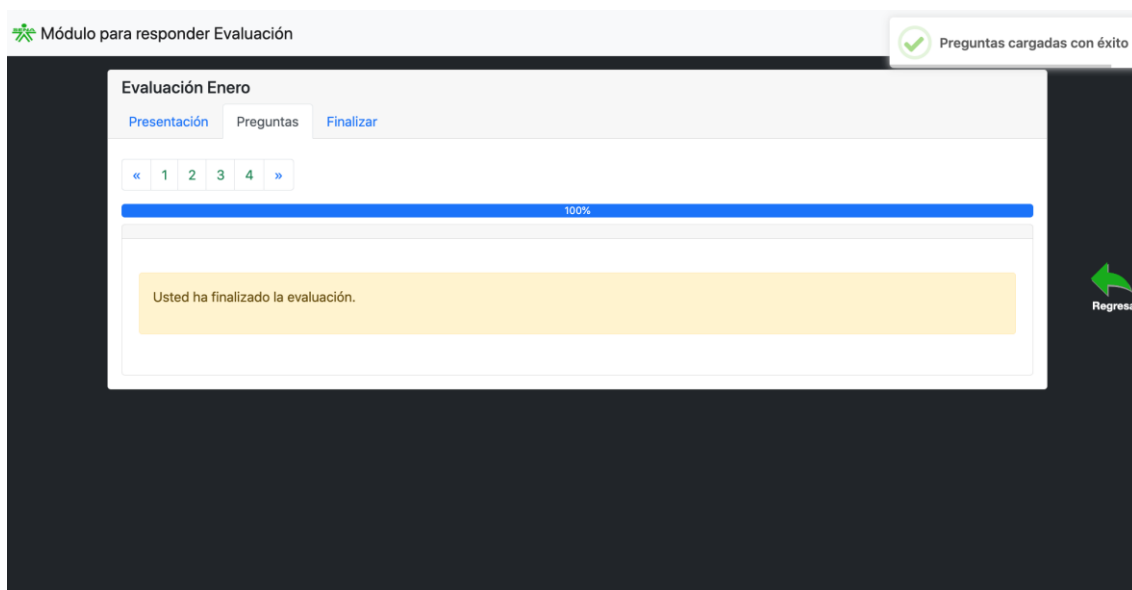 Módulo para responder Evaluación
Preguntas cargadas con éxito
Evaluación Enero
Presentación Preguntas Finalizar
« 1 2 3 4 »
100%
Usted ha finalizado la evaluación.